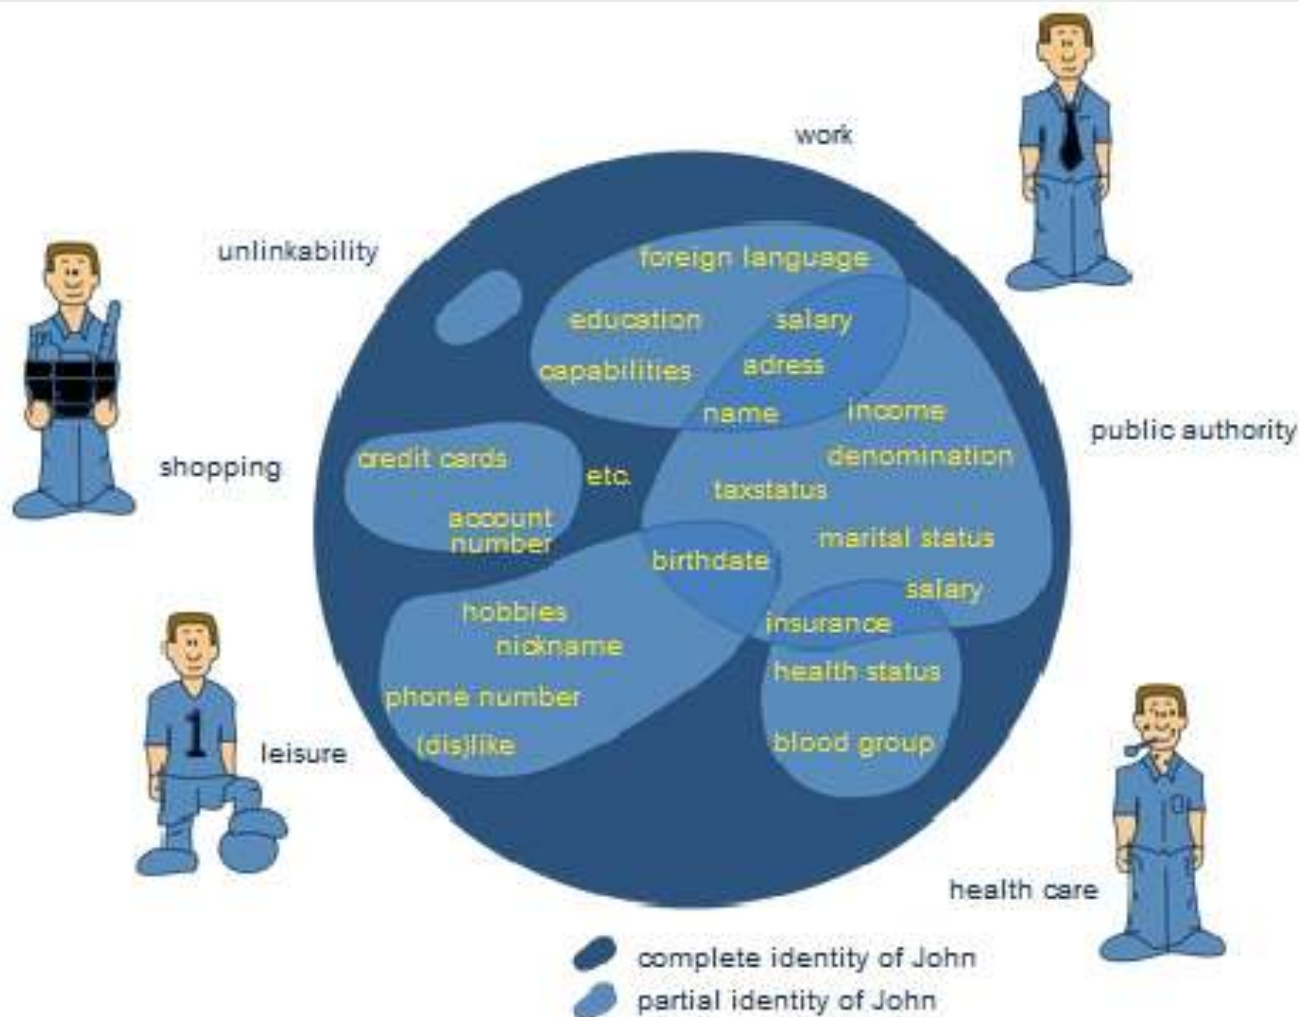 work
unlinkability
foreign language
education
salary
capabilities
adress
name
income
public authority
denomination
credit cards
shopping
etc.
taxstatus
account
number
marital status
birthdate
salary
hobbies
insurance
nickname
health status
phone number
(dis)like
blood group
1
leisure
health care
complete identity of John
partial identity of John